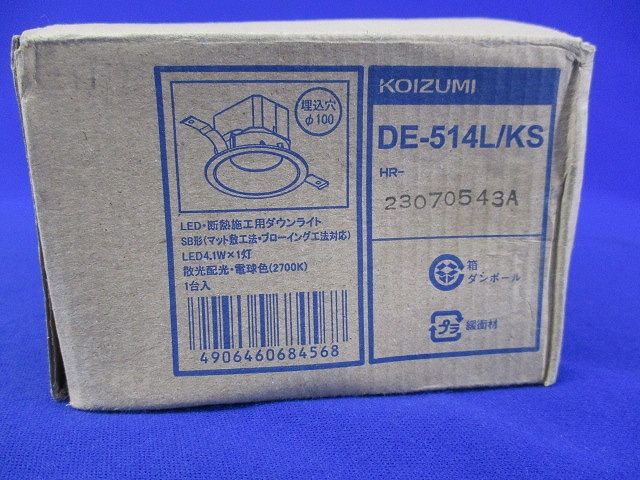 埋込穴
φ100
LED・断熱施工用ダウンライト
SB形(マット敷工法・ブローイング工法対応)
LED4.1W×1灯
散光配光・電球色(2700K)
1台入
4906460684568
KOIZUMI
DE-514L/KS
HR-
23070543A
箱
ダンボール
プラ
緩衝材